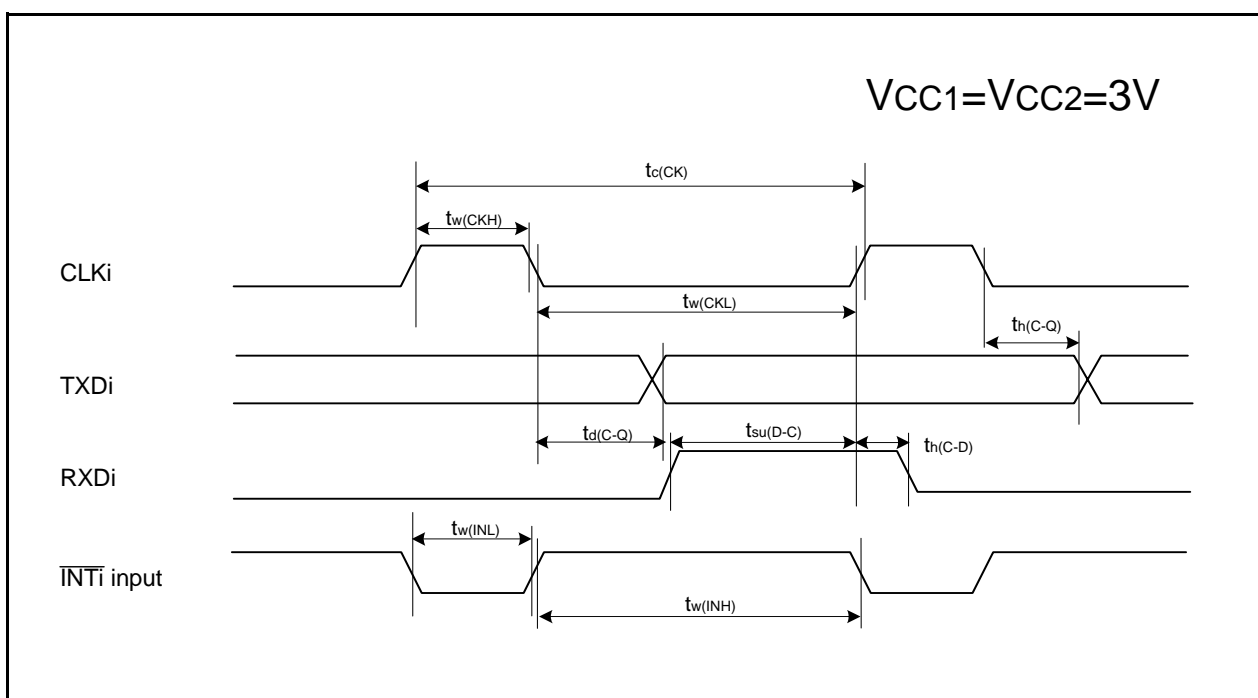 VCC1=VCC2=3V
tc(CK)
tw(CKH)
CLKi
tw(CKL)
th(C-Q)
TXDi
td(C-Q)
tsu(D-C)
th(C-D)
RXDi
tw(INL)
INTi input
tw(INH)